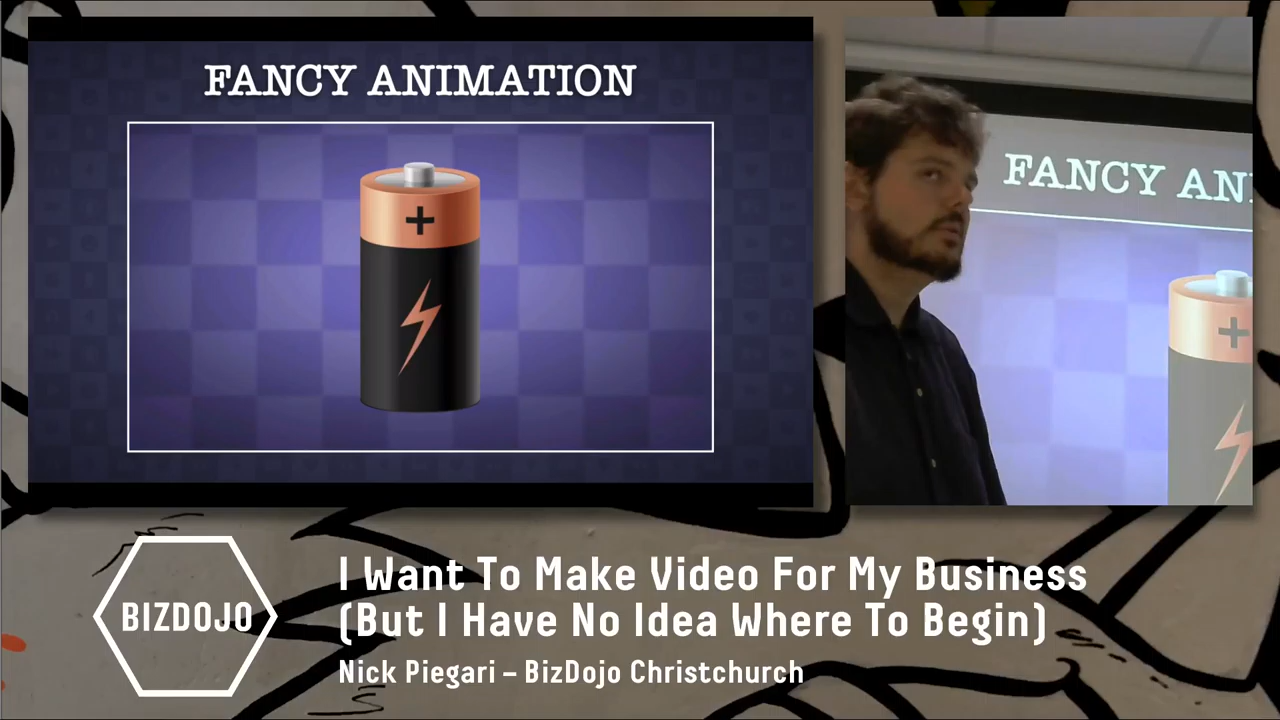 FANCY ANIMATION
+
FANCY ANI
+
BIZDOJO
I Want To Make Video For My Business
(But I Have No Idea Where To Begin)
Nick Piegari – BizDojo Christchurch